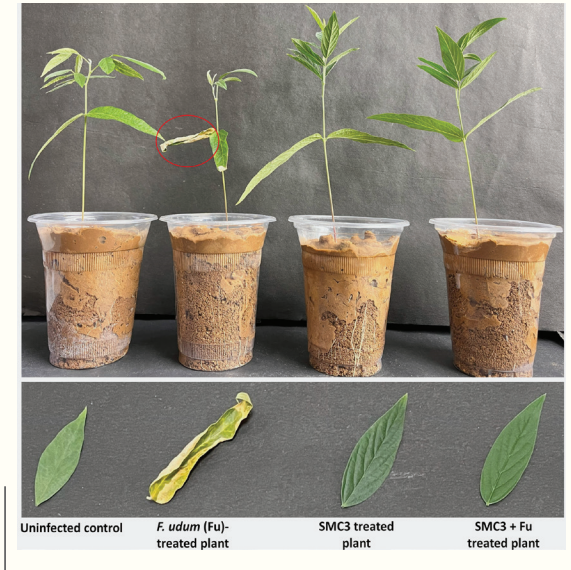 Uninfected control
F. udum (Fu)-
treated plant
SMC3 treated
plant
SMC3 + Fu
treated plant